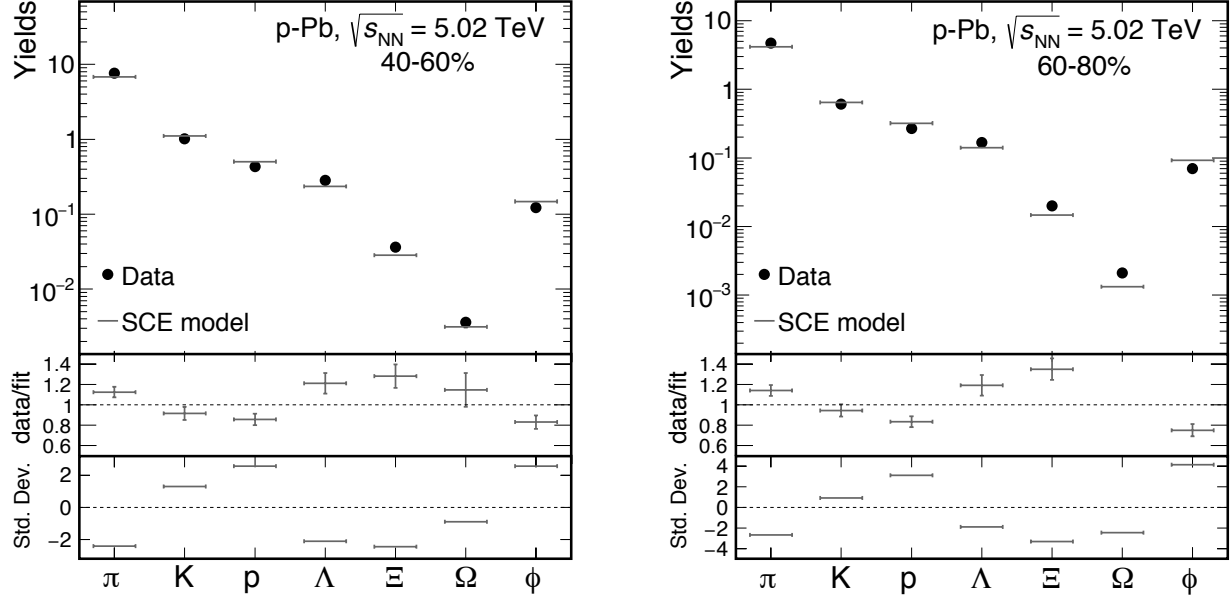 Yields
p-Pb, √s_NN = 5.02 TeV
40-60%
10
1
10⁻¹
10⁻²
Data
SCE model
data/fit
1.4
1.2
1
0.8
0.6
Std. Dev.
2
0
−2
π K p Λ Ξ Ω ϕ
Yields
p-Pb, √s_NN = 5.02 TeV
60-80%
10
1
10⁻¹
10⁻²
10⁻³
Data
SCE model
data/fit
1.4
1.2
1
0.8
0.6
Std. Dev.
4
2
0
−2
−4
π K p Λ Ξ Ω ϕ